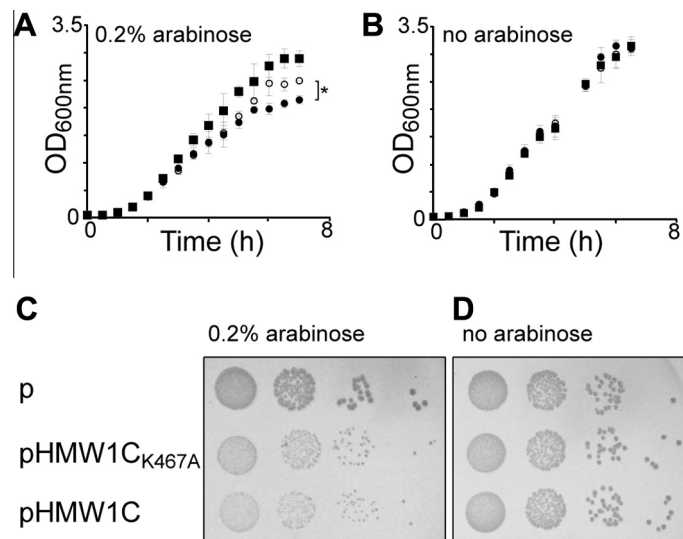 A
0.2% arabinose
3.5
OD600nm
*
0
0
Time (h)
8
B
no arabinose
3.5
OD600nm
0
0
Time (h)
8
C
0.2% arabinose
D
no arabinose
p
pHMW1CK467A
pHMW1C